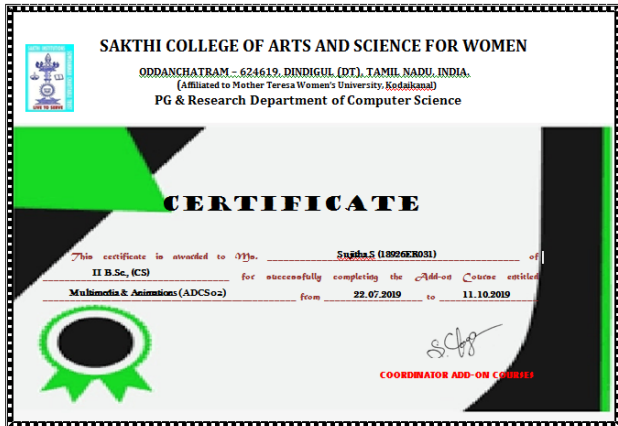 SAKTHI COLLEGE OF ARTS AND SCIENCE FOR WOMEN
ODDANCHATRAM – 624619, DINDIGUL (DT), TAMIL NADU, INDIA.
(Affiliated to Mother Teresa Women's University, Kodaikanal)
PG & Research Department of Computer Science
CERTIFICATE
This certificate is awarded to Ms. Sujitha.S (18926ER031) of
II B.Sc., (CS) for successfully completing the Add-on Course entitled
Multimedia & Animations (ADCS02) from 22.07.2019 to 11.10.2019
COORDINATOR ADD-ON COURSES
LIVE TO SERVE